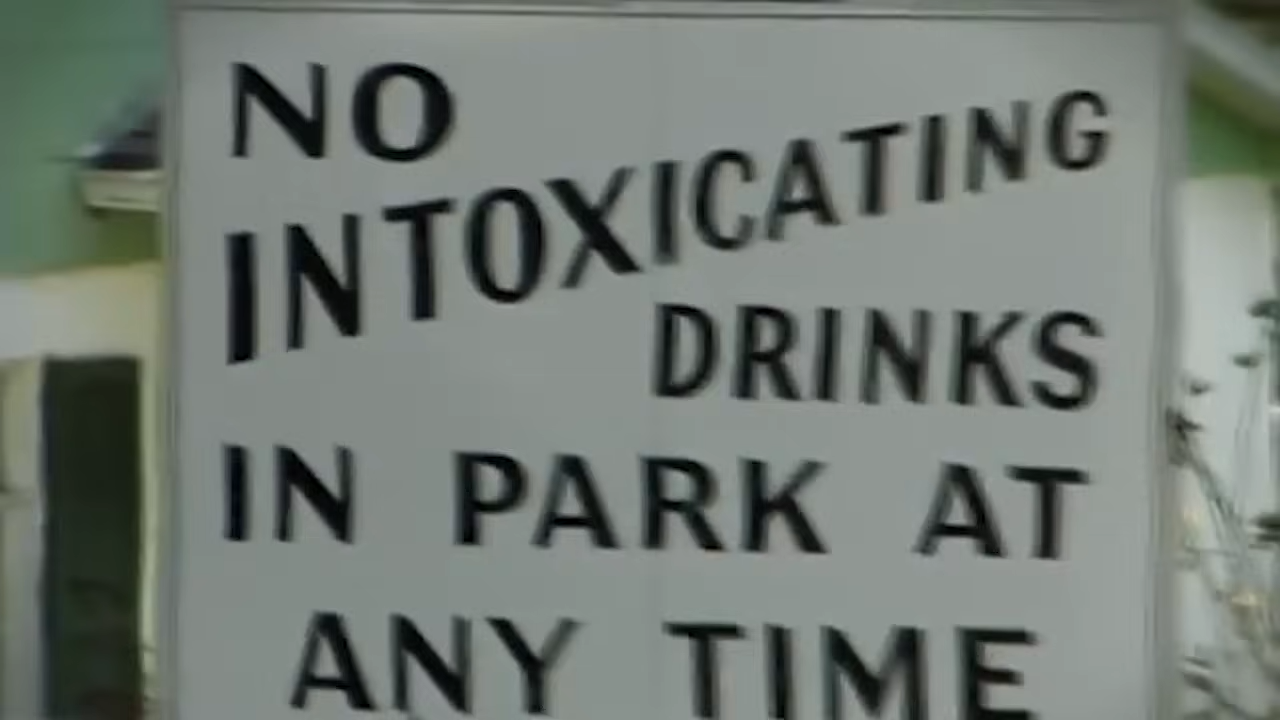 NO
INTOXICATING
DRINKS
IN PARK AT
ANY TIME